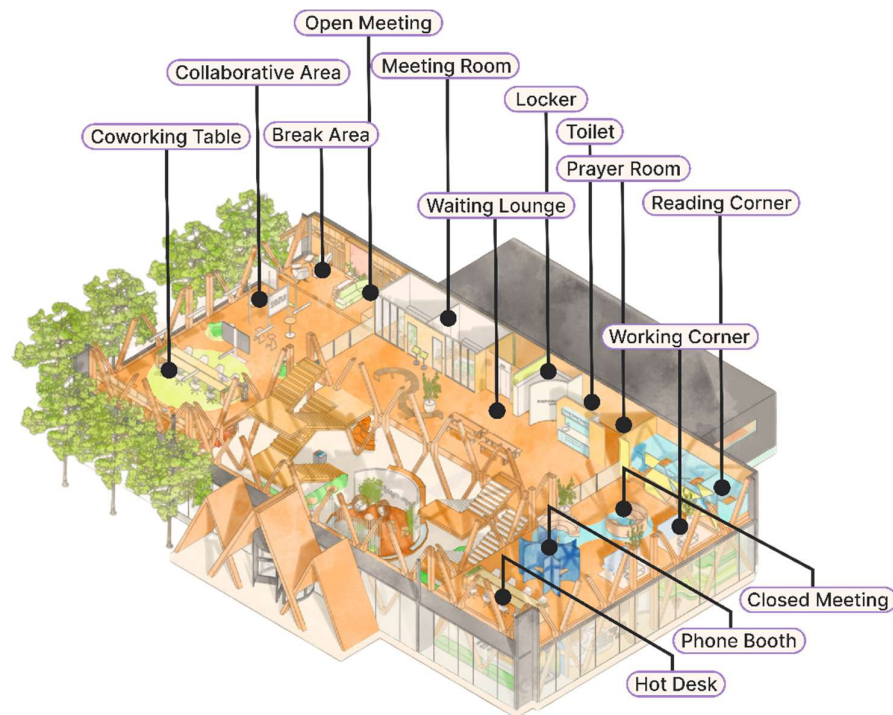 Open Meeting
Collaborative Area
Meeting Room
Locker
Coworking Table
Break Area
Toilet
Prayer Room
Waiting Lounge
Reading Corner
Working Corner
Closed Meeting
Phone Booth
Hot Desk